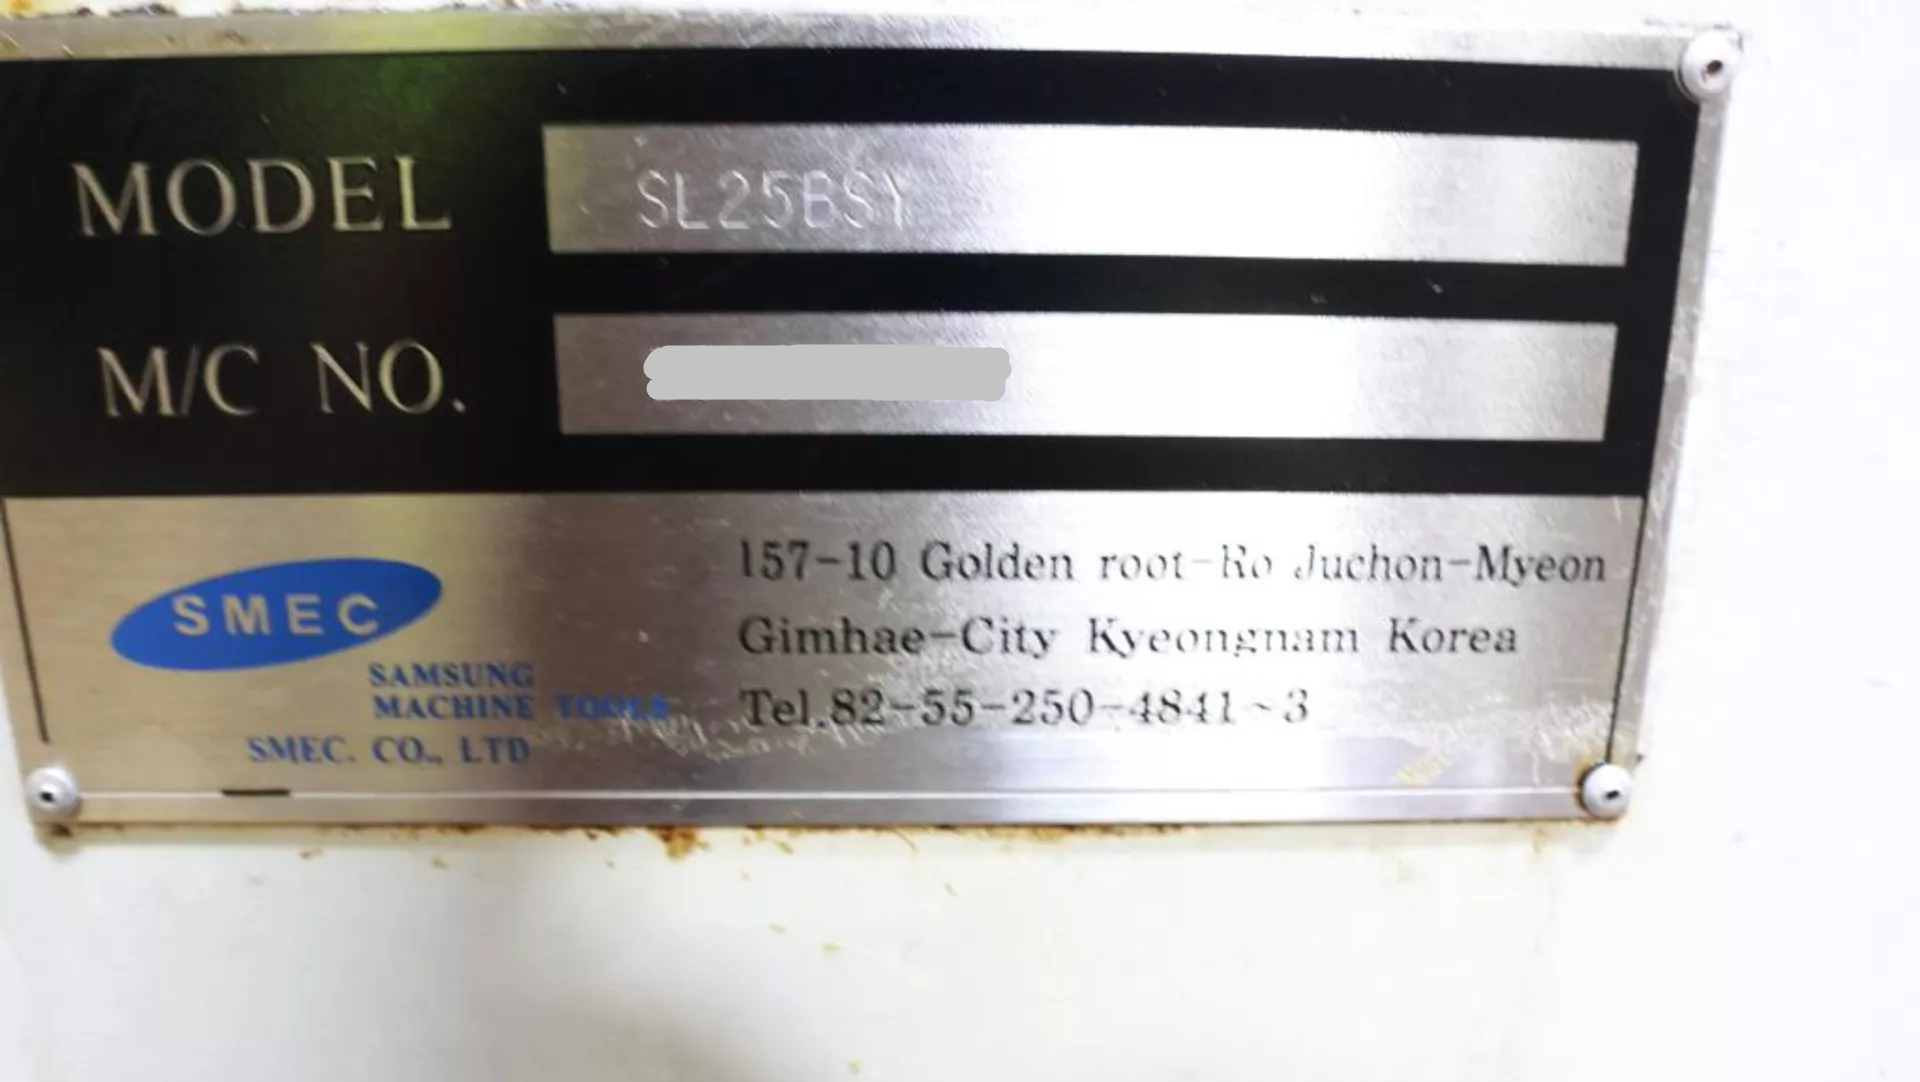 MODEL SL25BSY
M/C NO.
SMEC
SAMSUNG
MACHINE TOOLS
SMEC. CO., LTD
157-10 Golden root-Ro Juchon-Myeon
Gimhae-City Kyeongnam Korea
Tel.82-55-250-4841~3